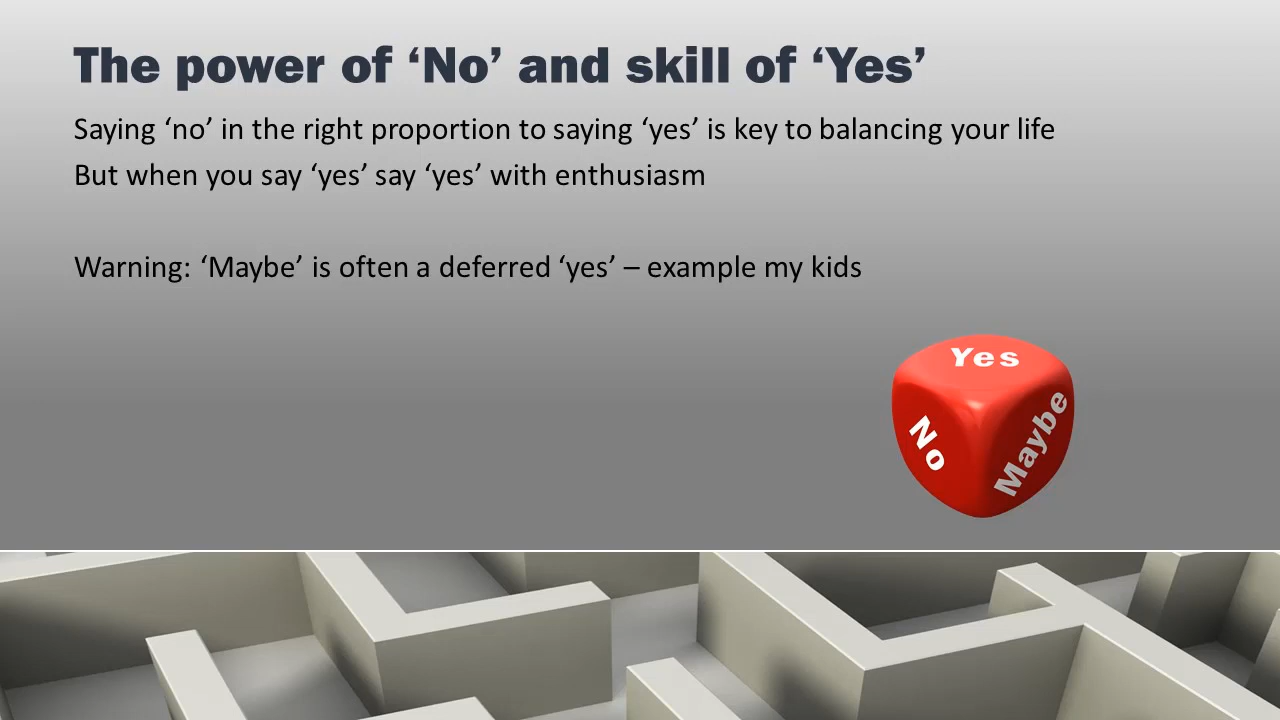 The power of ‘No’ and skill of ‘Yes’
Saying ‘no’ in the right proportion to saying ‘yes’ is key to balancing your life
But when you say ‘yes’ say ‘yes’ with enthusiasm
Warning: ‘Maybe’ is often a deferred ‘yes’ – example my kids
Yes
No
Maybe